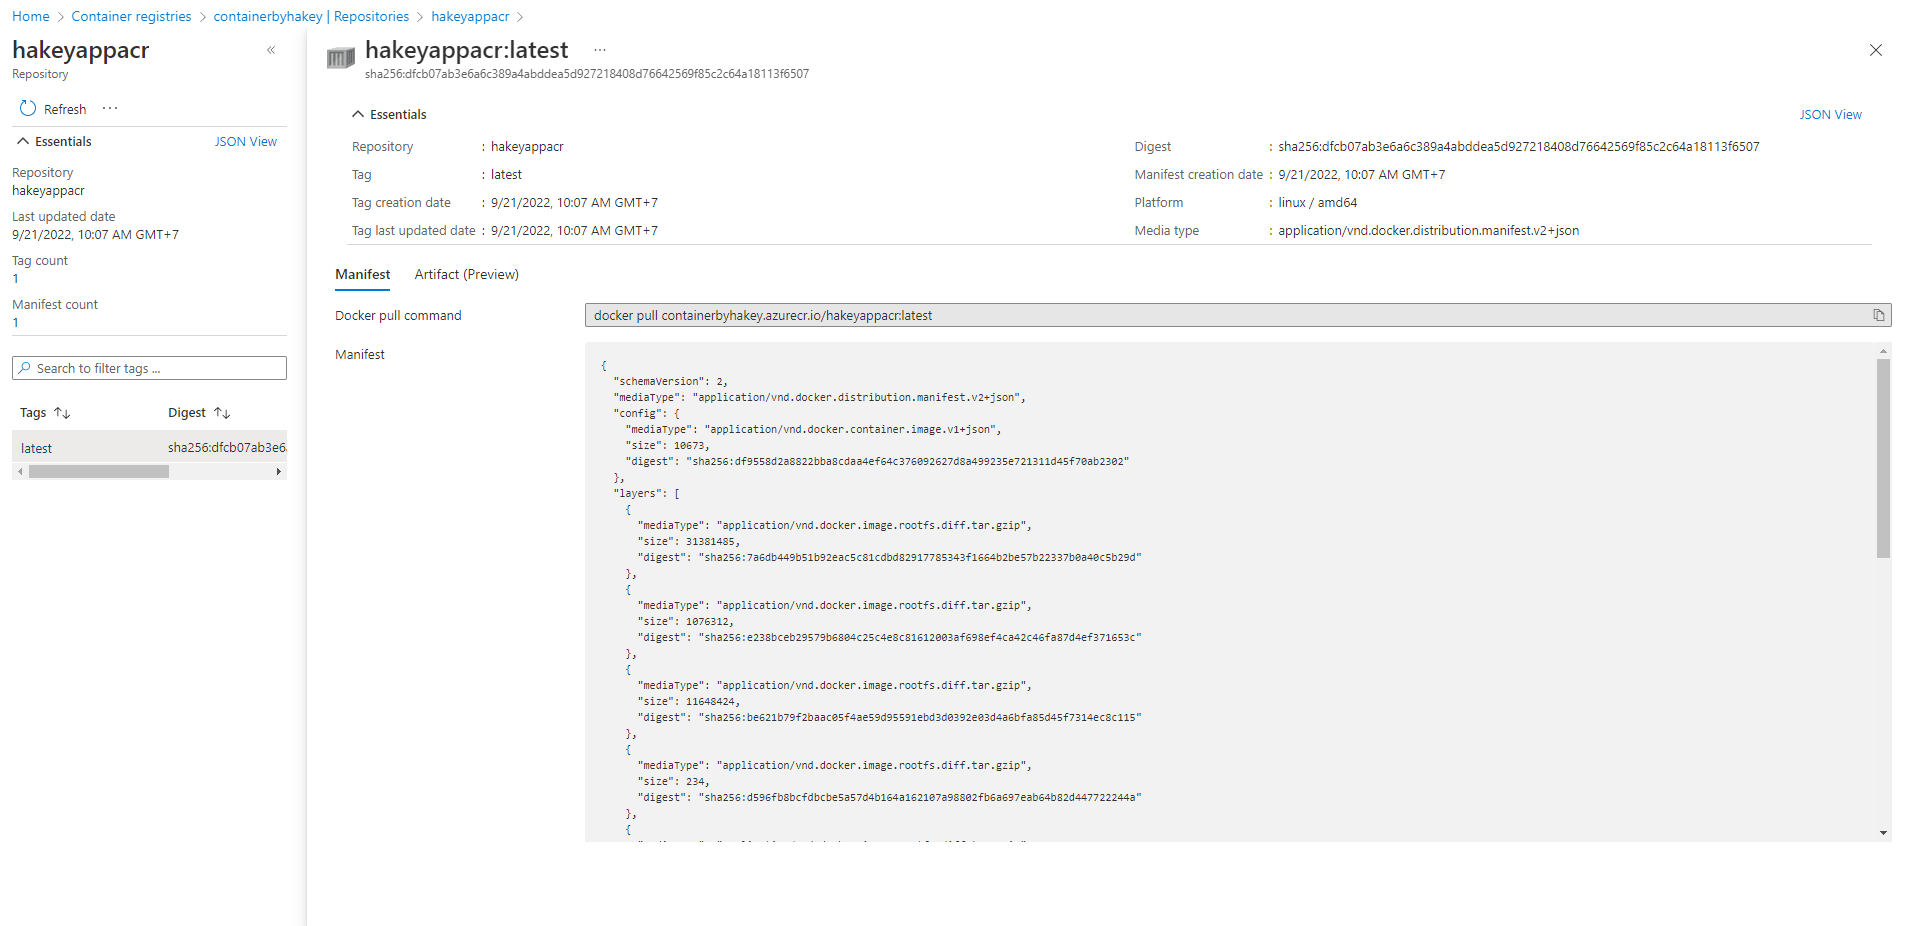 Home > Container registries > containerbyhakey | Repositories > hakeyappacr >
hakeyappacr «
Repository
Refresh ...
Essentials JSON View
Repository
hakeyappacr
Last updated date
9/21/2022, 10:07 AM GMT+7
Tag count
1
Manifest count
1
Search to filter tags ...
Tags ↑↓ Digest ↑↓
latest sha256:dfcb07ab3e6
hakeyappacr:latest ...
sha256:dfcb07ab3e6a6c389a4abddea5d927218408d76642569f85c2c64a18113f6507
Essentials JSON View
Repository : hakeyappacr
Tag : latest
Tag creation date : 9/21/2022, 10:07 AM GMT+7
Tag last updated date : 9/21/2022, 10:07 AM GMT+7
Digest : sha256:dfcb07ab3e6a6c389a4abddea5d927218408d76642569f85c2c64a18113f6507
Manifest creation date : 9/21/2022, 10:07 AM GMT+7
Platform : linux / amd64
Media type : application/vnd.docker.distribution.manifest.v2+json
Manifest Artifact (Preview)
Docker pull command docker pull containerbyhakey.azurecr.io/hakeyappacr:latest
Manifest
{
"schemaVersion": 2,
"mediaType": "application/vnd.docker.distribution.manifest.v2+json",
"config": {
"mediaType": "application/vnd.docker.container.image.v1+json",
"size": 10673,
"digest": "sha256:df9558d2a8822bba8cdaa4ef64c376092627d8a499235e721311d45f70ab2302"
},
"layers": [
{
"mediaType": "application/vnd.docker.image.rootfs.diff.tar.gzip",
"size": 31381485,
"digest": "sha256:7a6db449b51b92eac5c81cdbd82917785343f1664b2be57b22337b0a40c5b29d"
},
{
"mediaType": "application/vnd.docker.image.rootfs.diff.tar.gzip",
"size": 1076312,
"digest": "sha256:e238bceb29579b6804c25c4e8c81612003af698ef4ca42c46fa87d4ef371653c"
},
{
"mediaType": "application/vnd.docker.image.rootfs.diff.tar.gzip",
"size": 11648424,
"digest": "sha256:be621b79f2baac05f4ae59d95591ebd3d0392e03d4a6bfa85d45f7314ec8c115"
},
{
"mediaType": "application/vnd.docker.image.rootfs.diff.tar.gzip",
"size": 234,
"digest": "sha256:d596fb8bcfdbcbe5a57d4b164a162107a98802fb6a697eab64b82d447722244a"
},
{